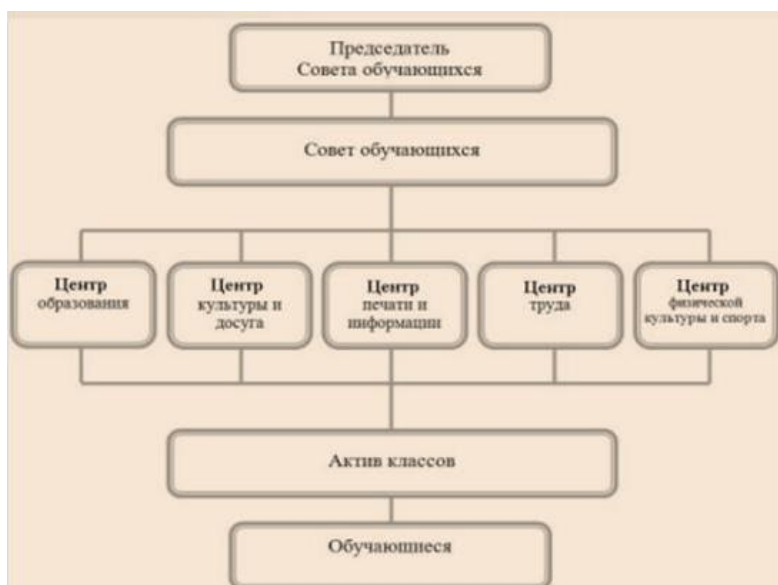 Председатель
Совета обучающихся
Совет обучающихся
Центр
образования
Центр
культуры и
досуга
Центр
печати и
информации
Центр
труда
Центр
физической
культуры и спорта
Актив классов
Обучающиеся